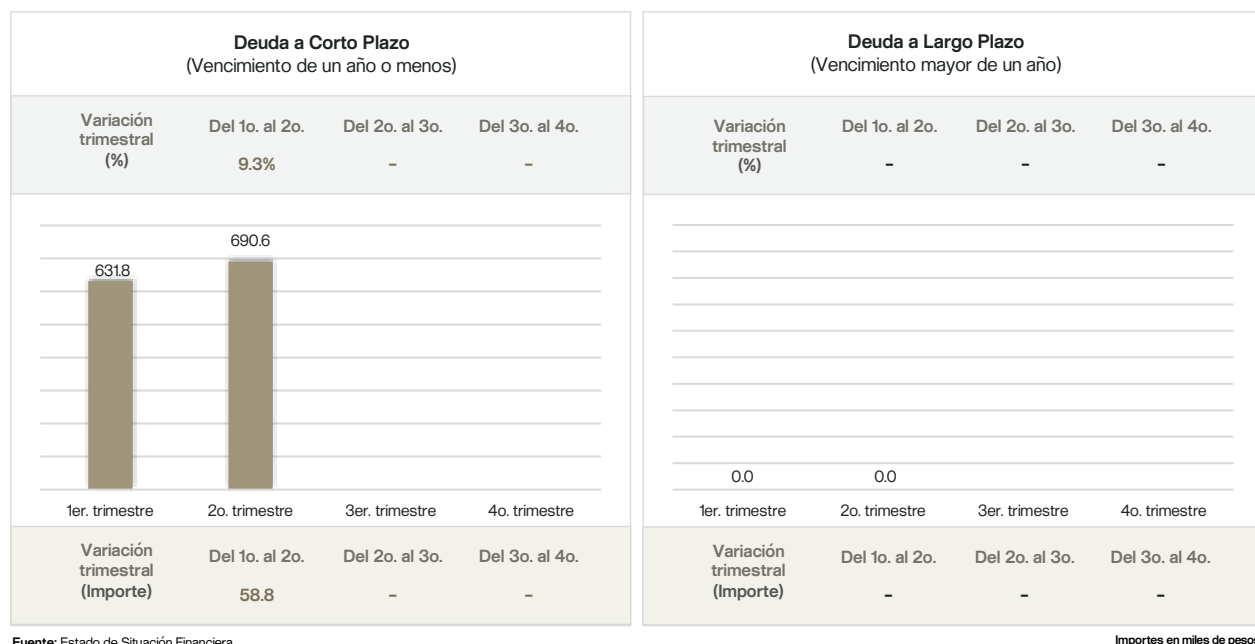 Deuda a Corto Plazo
(Vencimiento de un año o menos)
Variación
trimestral
(%)
Del 1o. al 2o. Del 2o. al 3o. Del 3o. al 4o.
9.3% – –
631.8
690.6
1er. trimestre 2o. trimestre 3er. trimestre 4o. trimestre
Variación
trimestral
(Importe)
Del 1o. al 2o. Del 2o. al 3o. Del 3o. al 4o.
58.8 – –
Deuda a Largo Plazo
(Vencimiento mayor de un año)
Variación
trimestral
(%)
Del 1o. al 2o. Del 2o. al 3o. Del 3o. al 4o.
– – –
0.0 0.0
1er. trimestre 2o. trimestre 3er. trimestre 4o. trimestre
Variación
trimestral
(Importe)
Del 1o. al 2o. Del 2o. al 3o. Del 3o. al 4o.
– – –
Fuente: Estado de Situación Financiera
Importes en miles de pesos